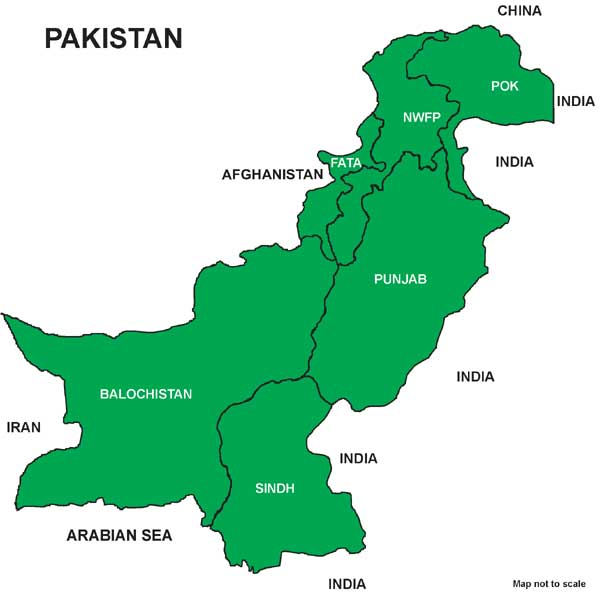 CHINA
PAKISTAN
POK
INDIA
NWFP
INDIA
FATA
AFGHANISTAN
PUNJAB
INDIA
BALOCHISTAN
IRAN
INDIA
SINDH
ARABIAN SEA
INDIA
Map not to scale